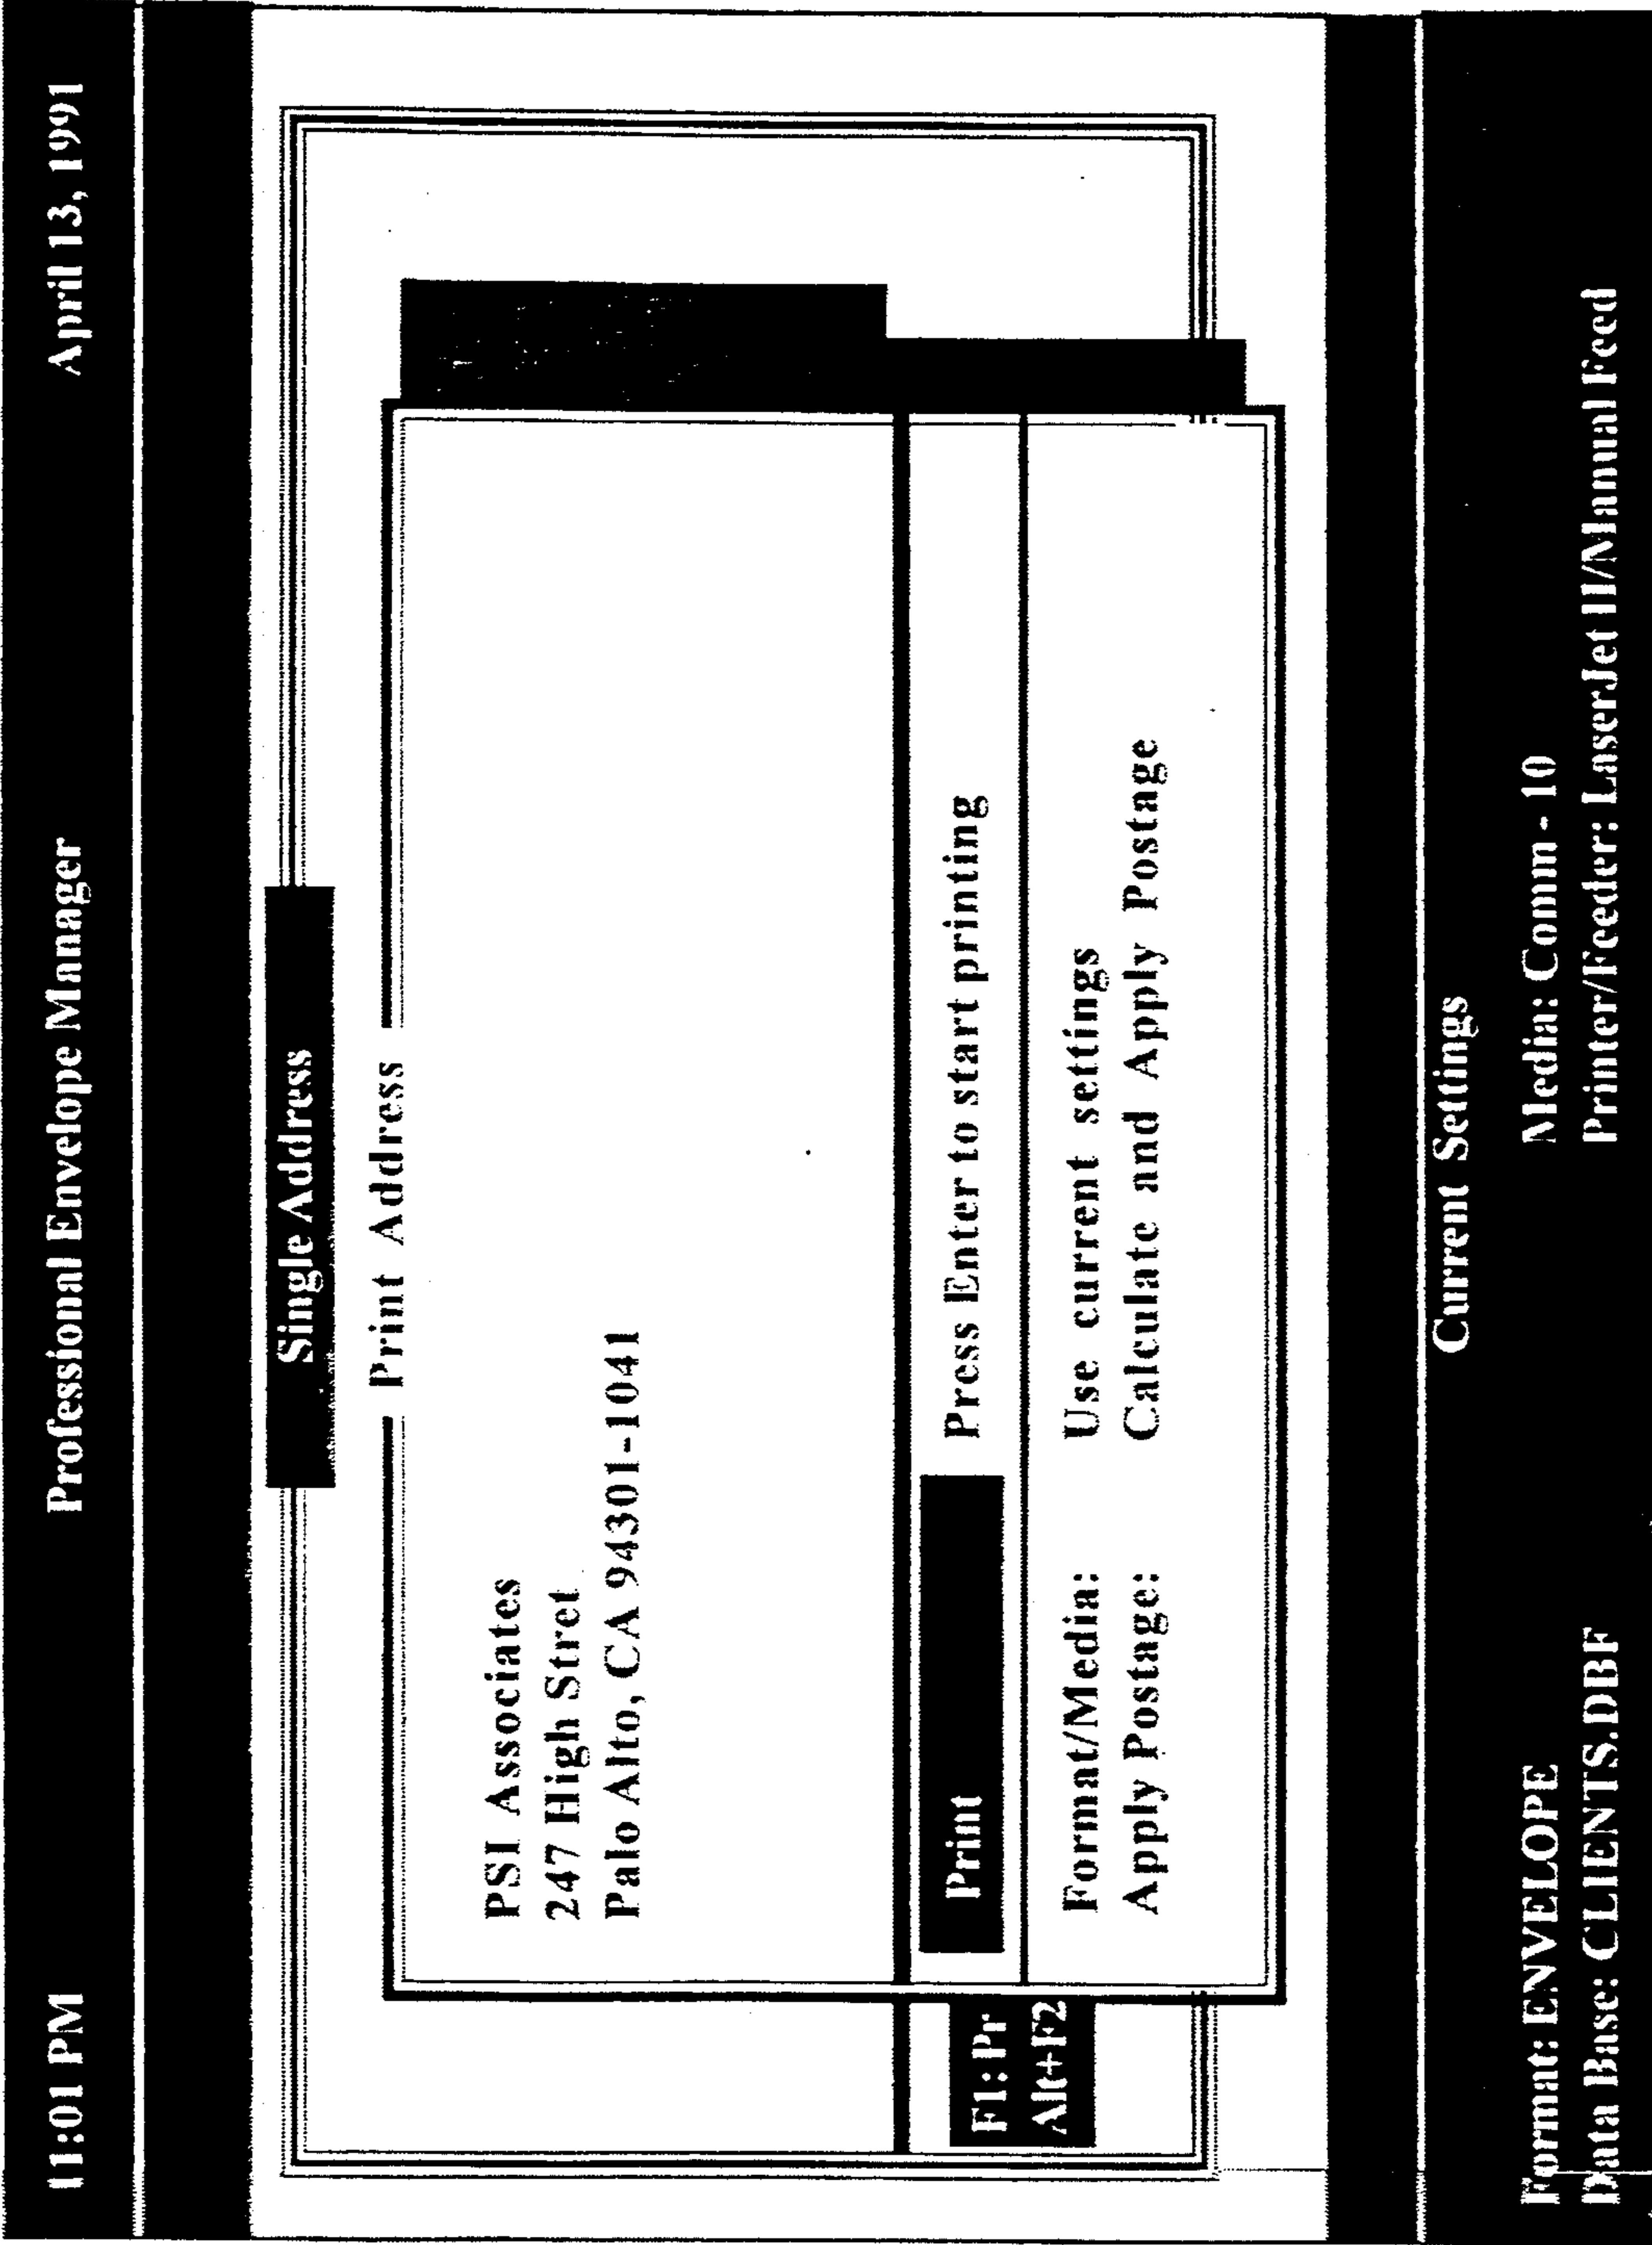 11:01 PM Professional Envelope Manager April 13, 1991
Single Address
Print Address
PSI Associates
247 High Stret
Palo Alto, CA 94301-1041
Print Press Enter to start printing
F1: Pr
Alt+F2
Format/Media: Use current settings
Apply Postage: Calculate and Apply Postage
Current Settings
Format: ENVELOPE Media: Comm - 10
Data Base: CLIENTS.DBF Printer/Feeder: LaserJet II/Manual Feed